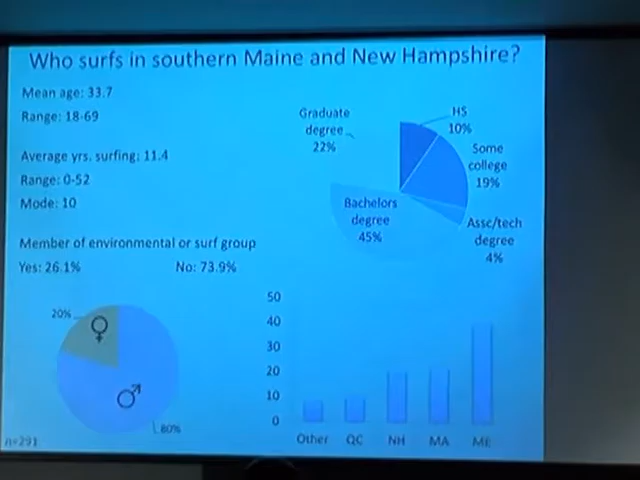 Who surfs in southern Maine and New Hampshire?
Mean age: 33.7
Range: 18-69
Average yrs. surfing: 11.4
Range: 0-52
Mode: 10
Member of environmental or surf group
Yes: 26.1%
No: 73.9%
Graduate
degree
22%
HS
10%
Some
college
19%
Bachelors
degree
45%
Assc/tech
degree
4%
20%
80%
n=291
50
40
30
20
10
0
Other
QC
NH
MA
ME